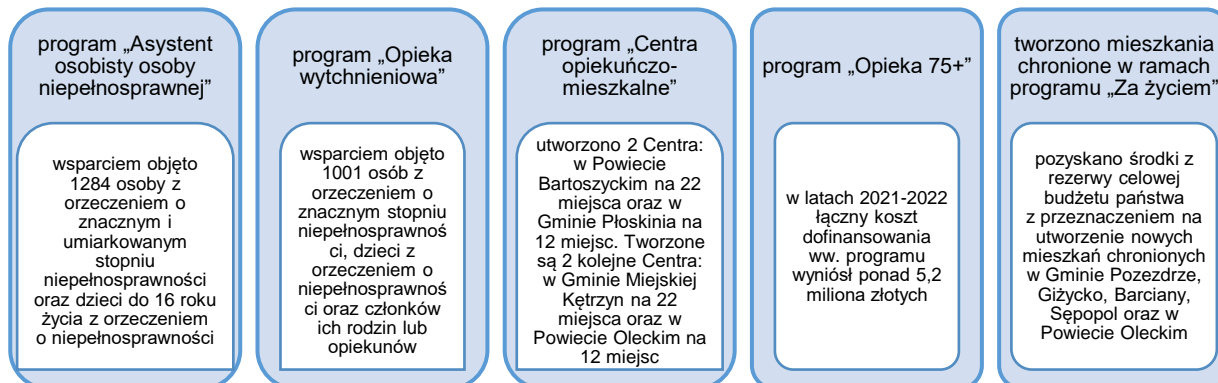 program „Asystent
osobisty osoby
niepełnosprawnej”
wsparciem objęto
1284 osoby z
orzeczeniem o
znacznym i
umiarkowanym
stopniu
niepełnosprawności
oraz dzieci do 16 roku
życia z orzeczeniem
o niepełnosprawności
program „Opieka
wytchnieniowa”
wsparciem objęto
1001 osób z
orzeczeniem o
znacznym stopniu
niepełnosprawnoś
ci, dzieci z
orzeczeniem o
niepełnosprawnoś
ci oraz członków
ich rodzin lub
opiekunów
program „Centra
opiekuńczo-
mieszkalne”
utworzono 2 Centra:
w Powiecie
Bartoszyckim na 22
miejsca oraz w
Gminie Płoskinia na
12 miejsc. Tworzone
są 2 kolejne Centra:
w Gminie Miejskiej
Kętrzyn na 22
miejsca oraz w
Powiecie Oleckim na
12 miejsc
program „Opieka 75+”
w latach 2021-2022
łączny koszt
dofinansowania
ww. programu
wyniósł ponad 5,2
miliona złotych
tworzono mieszkania
chronione w ramach
programu „Za życiem”
pozyskano środki z
rezerwy celowej
budżetu państwa
z przeznaczeniem na
utworzenie nowych
mieszkań chronionych
w Gminie Pozezdrze,
Giżycko, Barciany,
Sępopol oraz w
Powiecie Oleckim